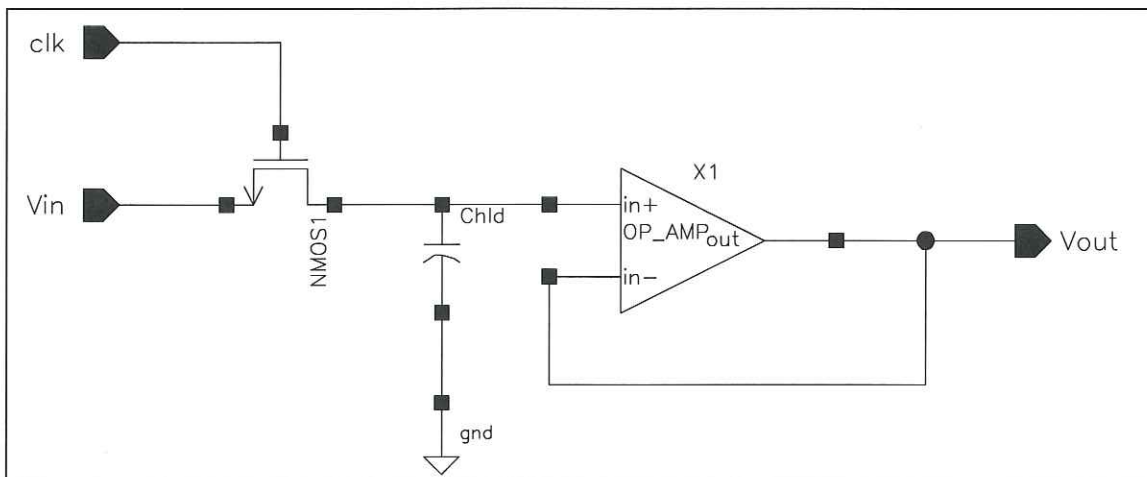 clk
X1
Vin
Chld
in+
OP_AMP
out
Vout
NMOS1
in-
gnd